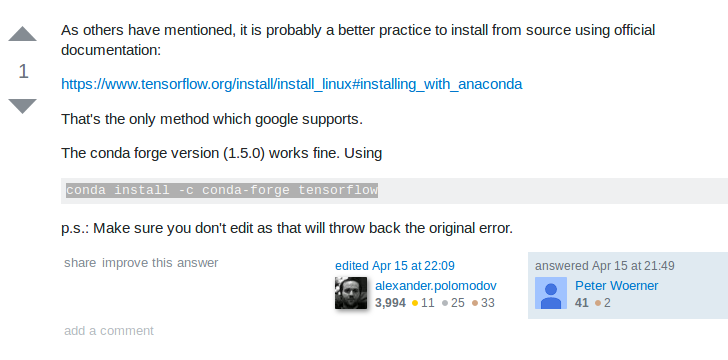 As others have mentioned, it is probably a better practice to install from source using official
documentation:
1
https://www.tensorflow.org/install/install_linux#installing_with_anaconda
That's the only method which google supports.
The conda forge version (1.5.0) works fine. Using
conda install -c conda-forge tensorflow
p.s.: Make sure you don't edit as that will throw back the original error.
share improve this answer
edited Apr 15 at 22:09
alexander.polomodov
3,994 11 25 33
answered Apr 15 at 21:49
Peter Woerner
41 2
add a comment